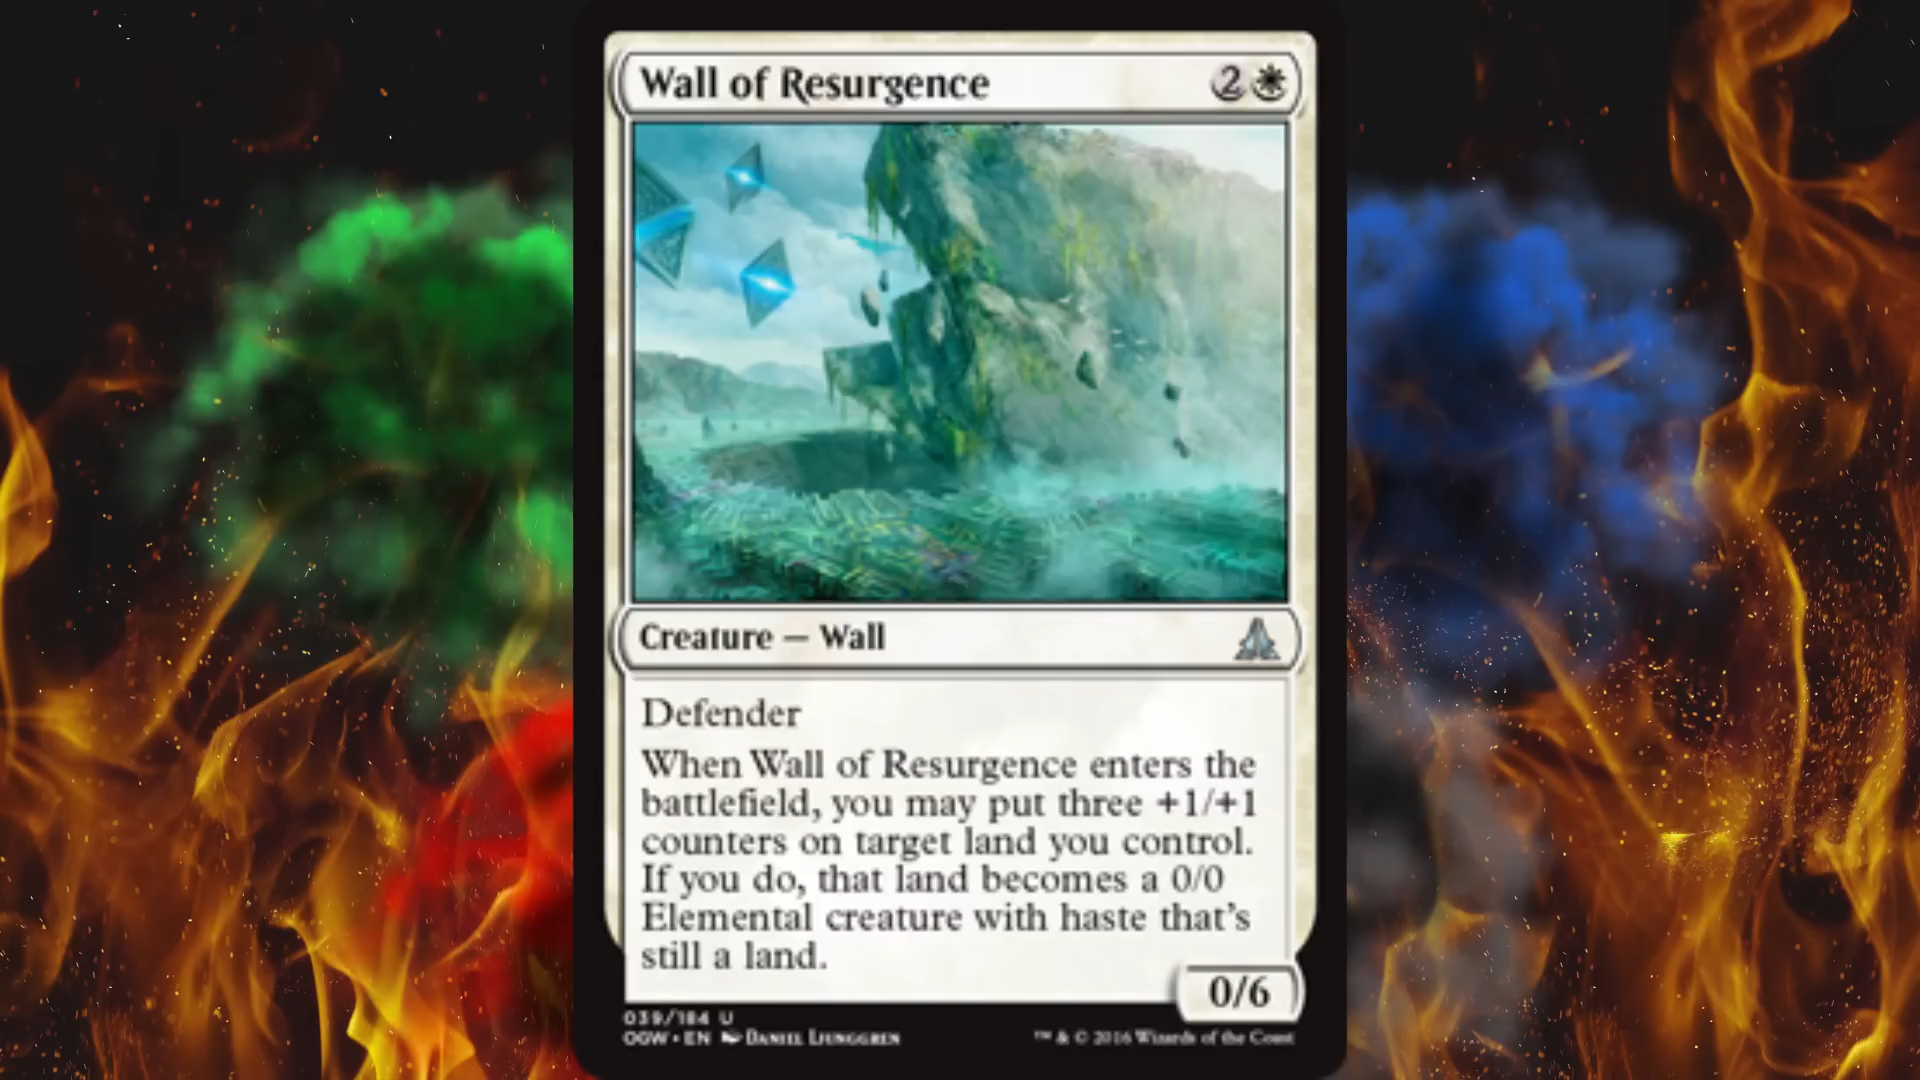 Wall of Resurgence 2
Creature — Wall
Defender
When Wall of Resurgence enters the
battlefield, you may put three +1/+1
counters on target land you control.
If you do, that land becomes a 0/0
Elemental creature with haste that's
still a land.
0/6
039/184 U
OGW • EN Daniel Ljunggren
™ & © 2016 Wizards of the Coast